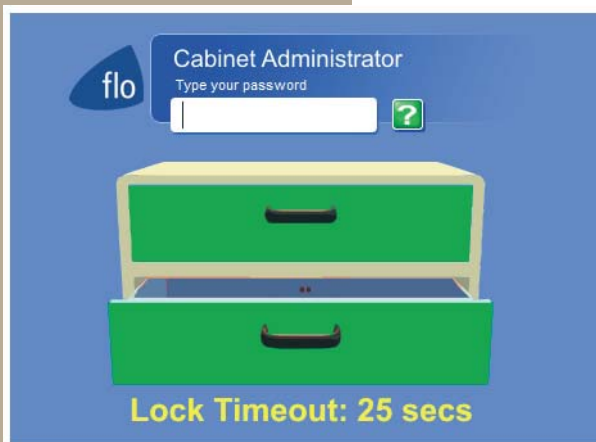 flo
Cabinet Administrator
Type your password
?
Lock Timeout: 25 secs